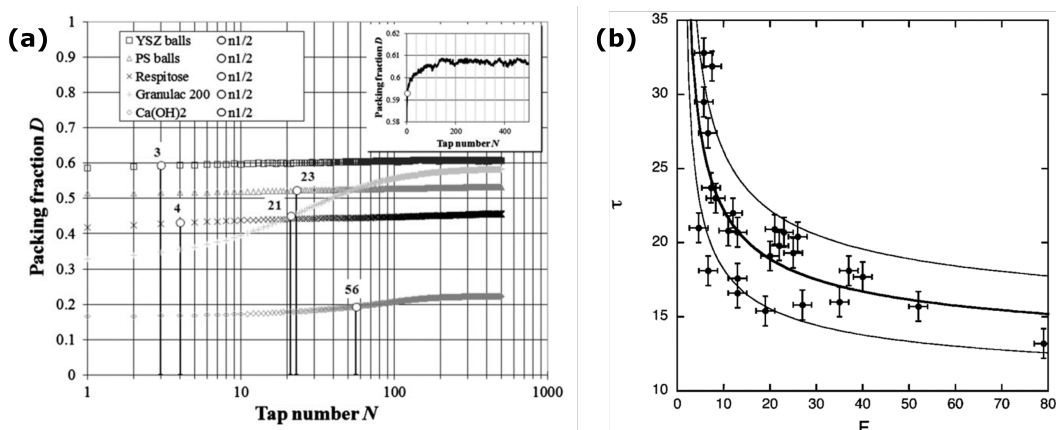 (a)
YSZ balls n1/2
PS balls n1/2
Respitose n1/2
Granulac 200 n1/2
Ca(OH)2 n1/2
Packing fraction D
0.62
0.61
0.6
0.59
0.58
0 200 400
Tap number N
1
0.9
0.8
0.7
0.6
0.5
0.4
0.3
0.2
0.1
0
Packing fraction D
3
4
21
23
56
1 10 100 1000
Tap number N
(b)
35
30
25
20
15
10
τ
0 10 20 30 40 50 60 70 80